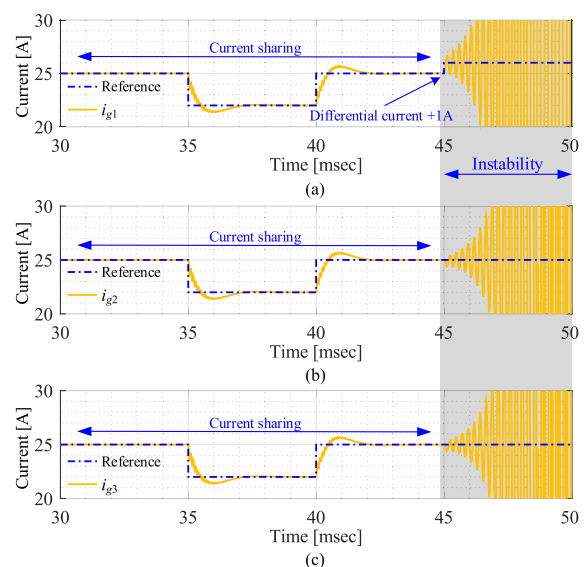 (a)
30
25
20
Current [A]
Current sharing
Reference
i_g1
Differential current +1A
30 35 40 45 50
Time [msec]
(a)
Instability
30
25
20
Current [A]
Current sharing
Reference
i_g2
30 35 40 45 50
Time [msec]
(b)
30
25
20
Current [A]
Current sharing
Reference
i_g3
30 35 40 45 50
Time [msec]
(c)